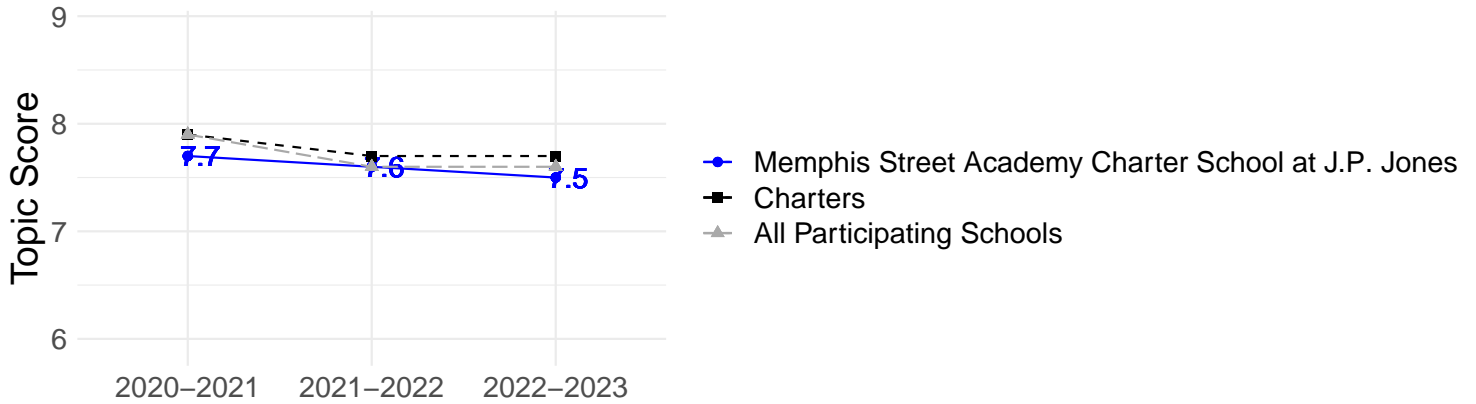 9
8
7
6
Topic Score
7.7
7.6
7.5
2020–2021
2021–2022
2022–2023
Memphis Street Academy Charter School at J.P. Jones
Charters
All Participating Schools